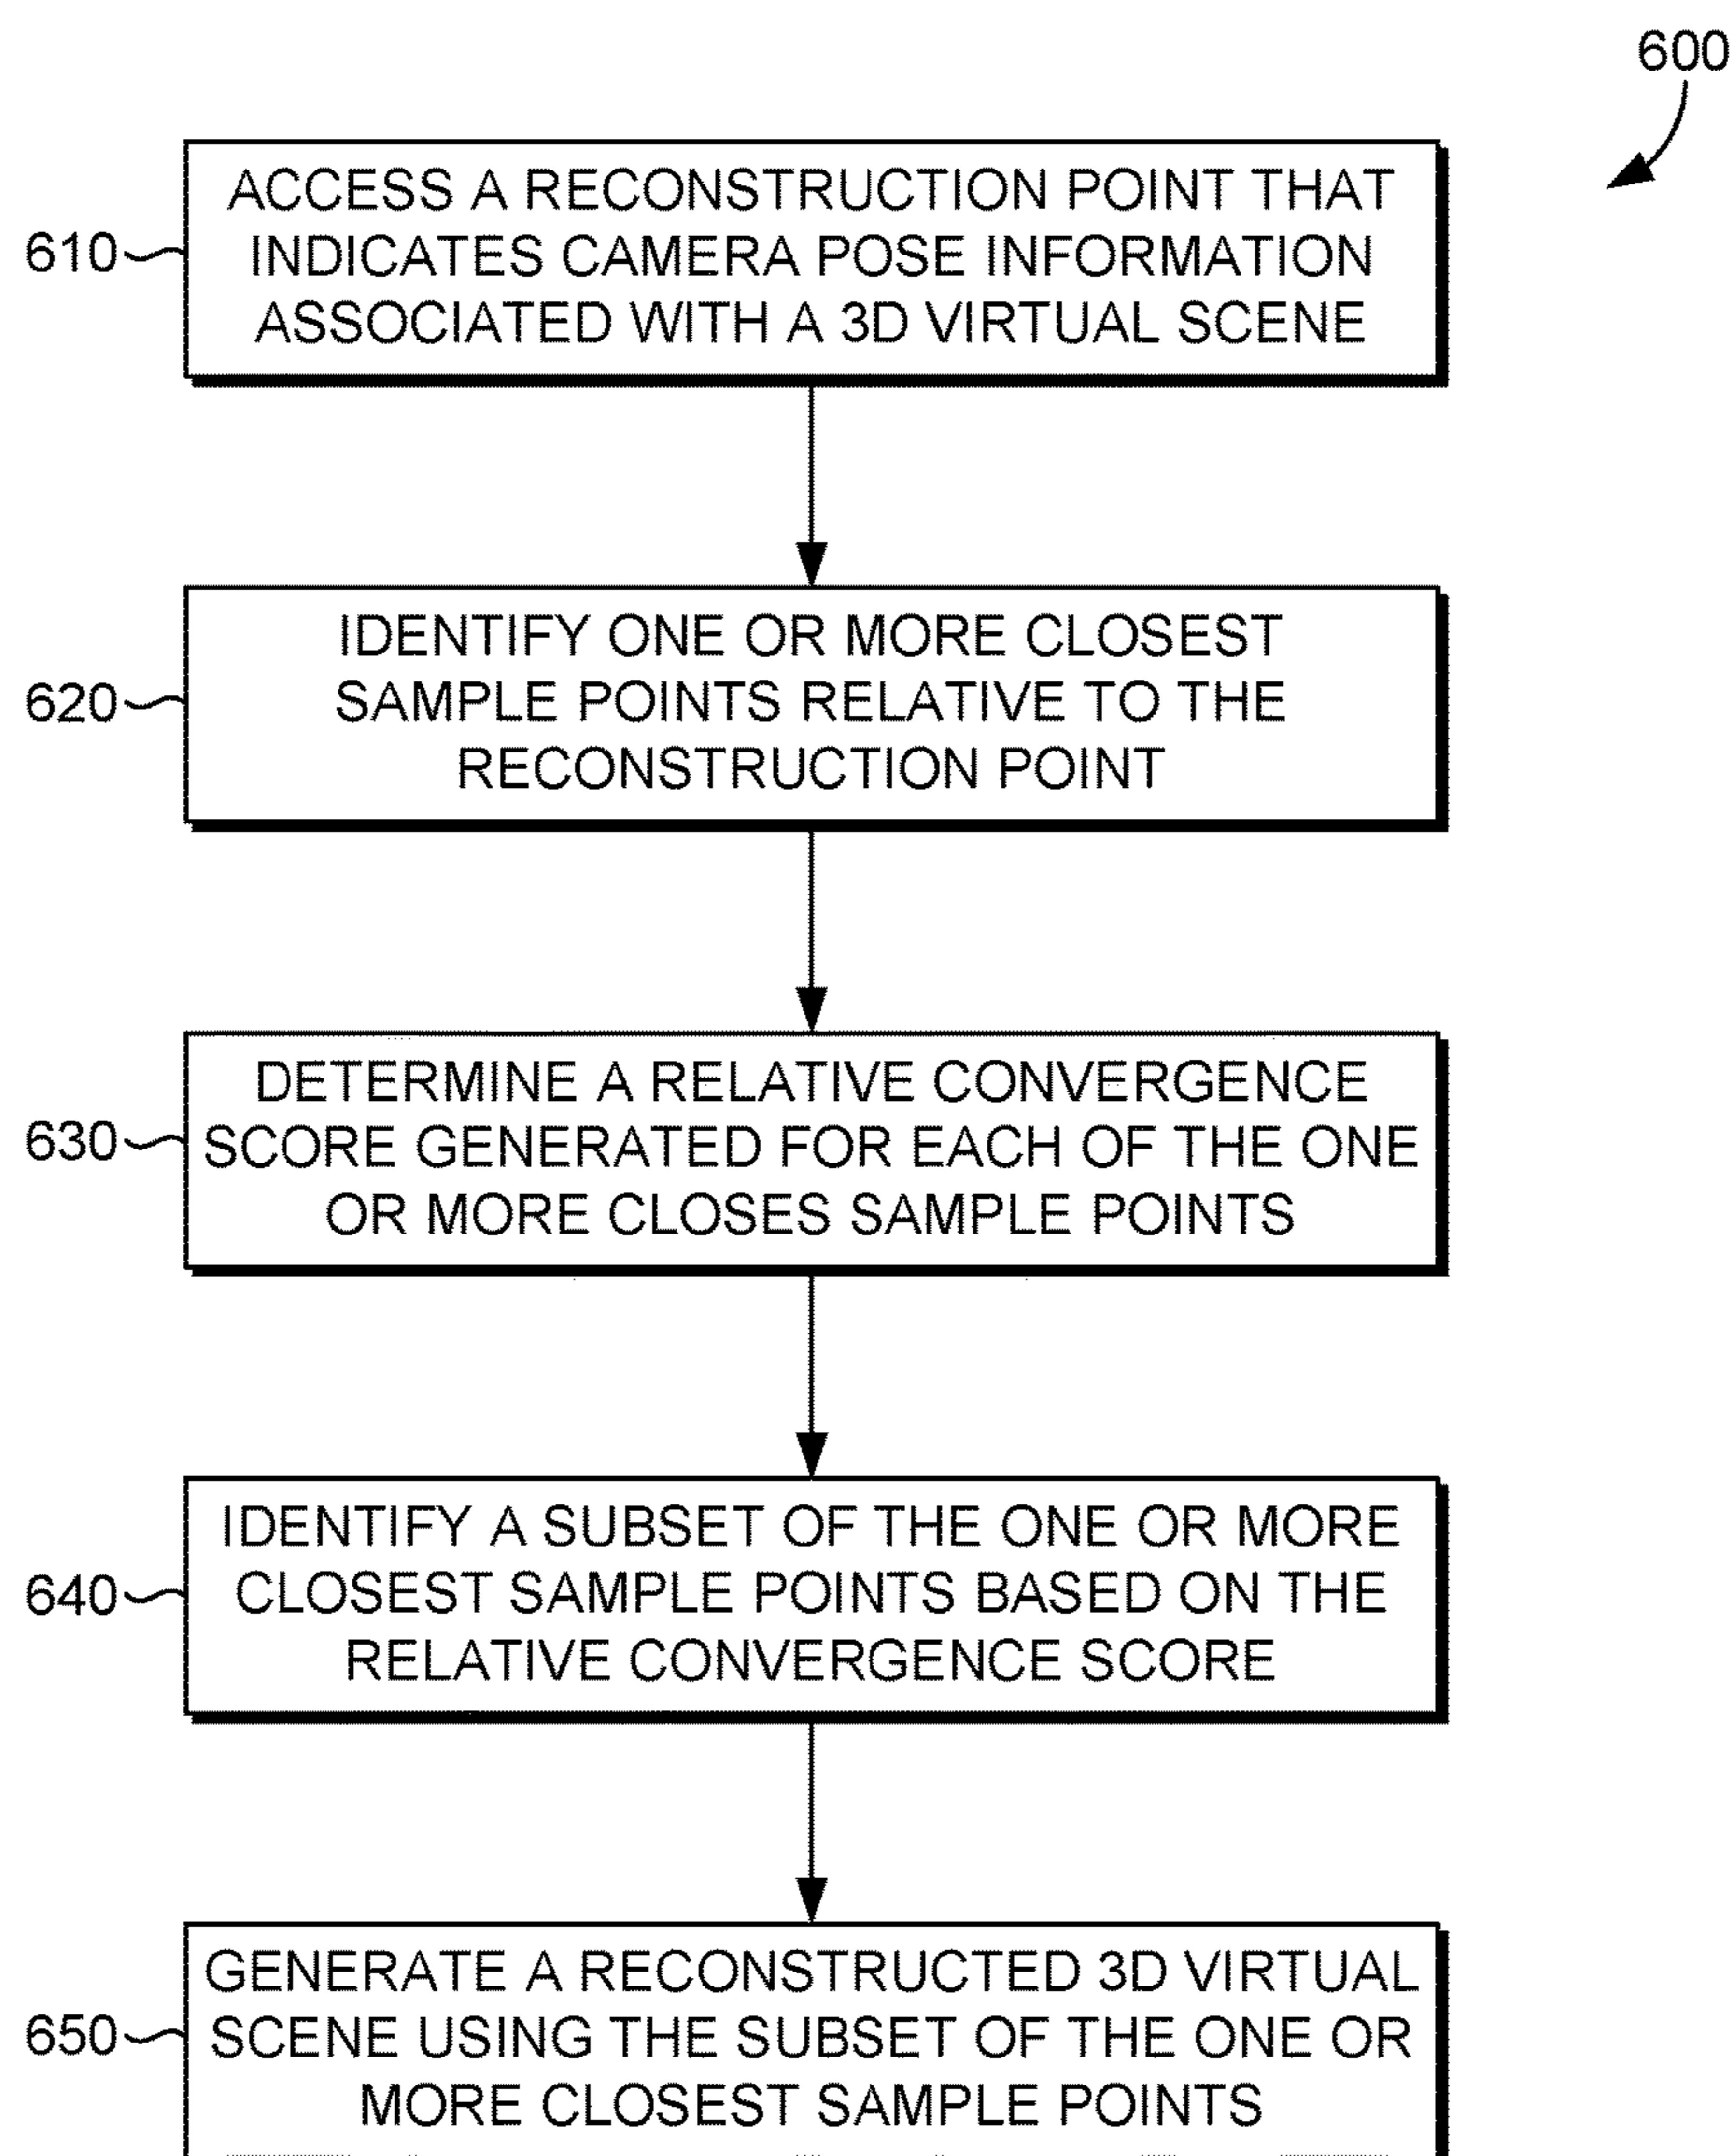 600
610
ACCESS A RECONSTRUCTION POINT THAT
INDICATES CAMERA POSE INFORMATION
ASSOCIATED WITH A 3D VIRTUAL SCENE
620
IDENTIFY ONE OR MORE CLOSEST
SAMPLE POINTS RELATIVE TO THE
RECONSTRUCTION POINT
630
DETERMINE A RELATIVE CONVERGENCE
SCORE GENERATED FOR EACH OF THE ONE
OR MORE CLOSES SAMPLE POINTS
640
IDENTIFY A SUBSET OF THE ONE OR MORE
CLOSEST SAMPLE POINTS BASED ON THE
RELATIVE CONVERGENCE SCORE
650
GENERATE A RECONSTRUCTED 3D VIRTUAL
SCENE USING THE SUBSET OF THE ONE OR
MORE CLOSEST SAMPLE POINTS